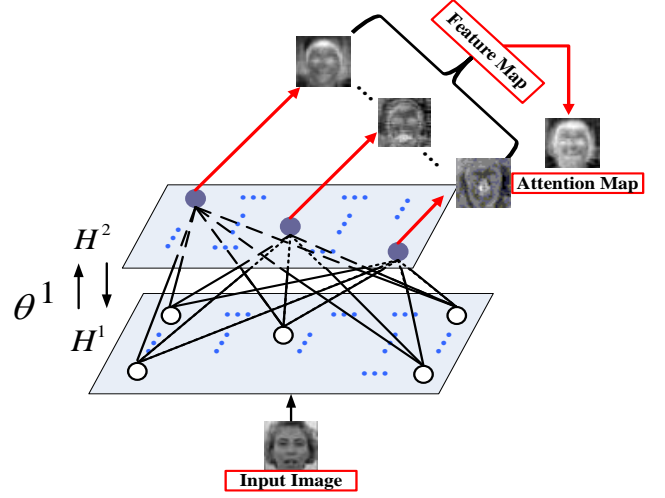 Feature Map
Attention Map
H²
θ¹
H¹
Input Image